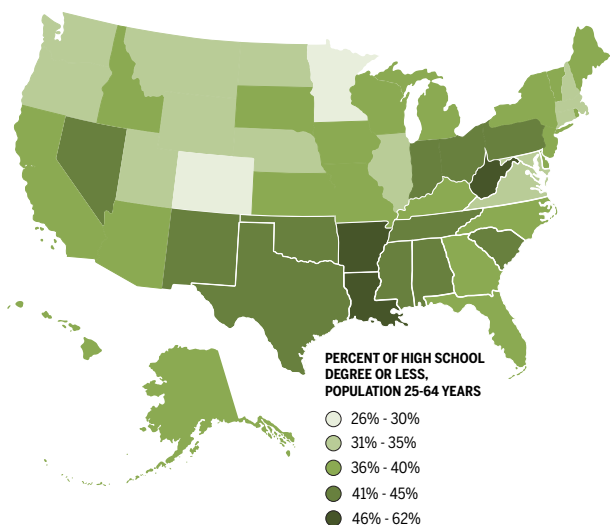 PERCENT OF HIGH SCHOOL
DEGREE OR LESS,
POPULATION 25-64 YEARS
26% - 30%
31% - 35%
36% - 40%
41% - 45%
46% - 62%